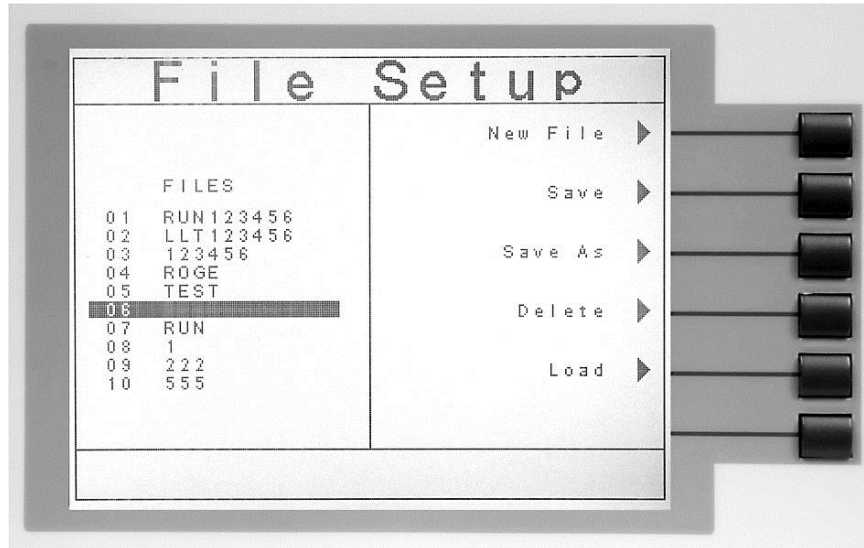 File Setup
FILES
01 RUN123456
02 LLT123456
03 123456
04 ROGE
05 TEST
06
07 RUN
08 1
09 222
10 555
New File
Save
Save As
Delete
Load